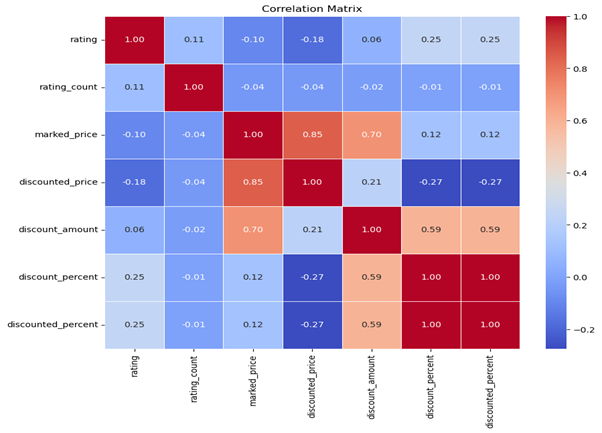 Correlation Matrix
rating 1.00 0.11 -0.10 -0.18 0.06 0.25 0.25
rating_count 0.11 1.00 -0.04 -0.04 -0.02 -0.01 -0.01
marked_price -0.10 -0.04 1.00 0.85 0.70 0.12 0.12
discounted_price -0.18 -0.04 0.85 1.00 0.21 -0.27 -0.27
discount_amount 0.06 -0.02 0.70 0.21 1.00 0.59 0.59
discount_percent 0.25 -0.01 0.12 -0.27 0.59 1.00 1.00
discounted_percent 0.25 -0.01 0.12 -0.27 0.59 1.00 1.00
rating
rating_count
marked_price
discounted_price
discount_amount
discount_percent
discounted_percent
1.0
0.8
0.6
0.4
0.2
0.0
−0.2